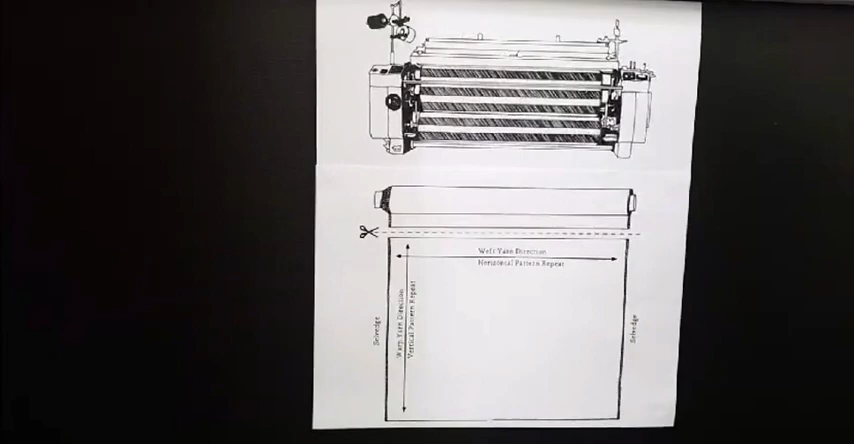 Weft Yarn Direction
Horizontal Pattern Repeat
Selvedge
Warp Yarn Direction
Vertical Pattern Repeat
Selvedge